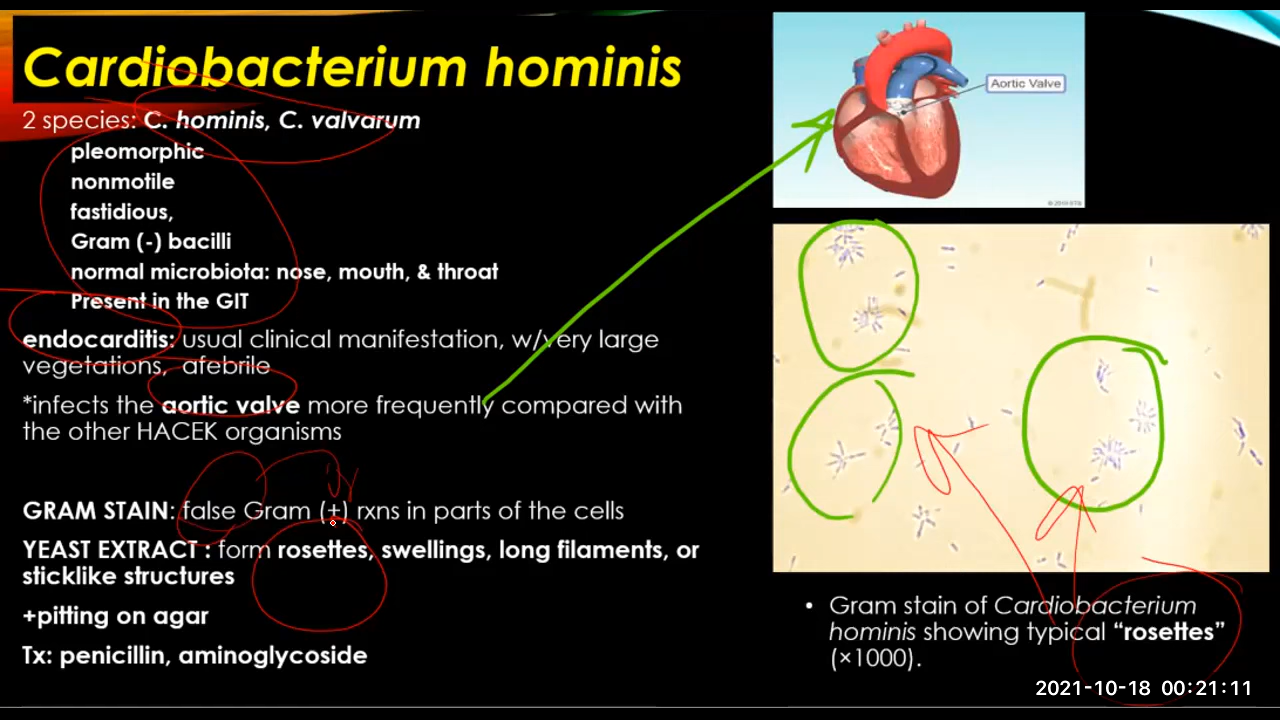 Cardiobacterium hominis
2 species: C. hominis, C. valvarum
pleomorphic
nonmotile
fastidious,
Gram (-) bacilli
normal microbiota: nose, mouth, & throat
Present in the GIT
endocarditis: usual clinical manifestation, w/very large
vegetations, afebrile
*infects the aortic valve more frequently compared with
the other HACEK organisms
GRAM STAIN: false Gram (+) rxns in parts of the cells
YEAST EXTRACT : form rosettes, swellings, long filaments, or
sticklike structures
+pitting on agar
Tx: penicillin, aminoglycoside
Aortic Valve
• Gram stain of Cardiobacterium
hominis showing typical “rosettes”
(×1000).
2021-10-18 00:21:11